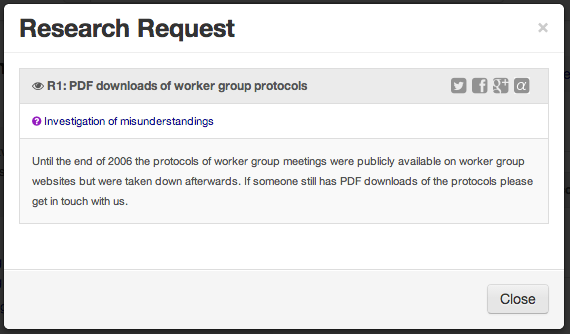 Research Request
×
R1: PDF downloads of worker group protocols
Investigation of misunderstandings
Until the end of 2006 the protocols of worker group meetings were publicly available on worker group
websites but were taken down afterwards. If someone still has PDF downloads of the protocols please
get in touch with us.
Close